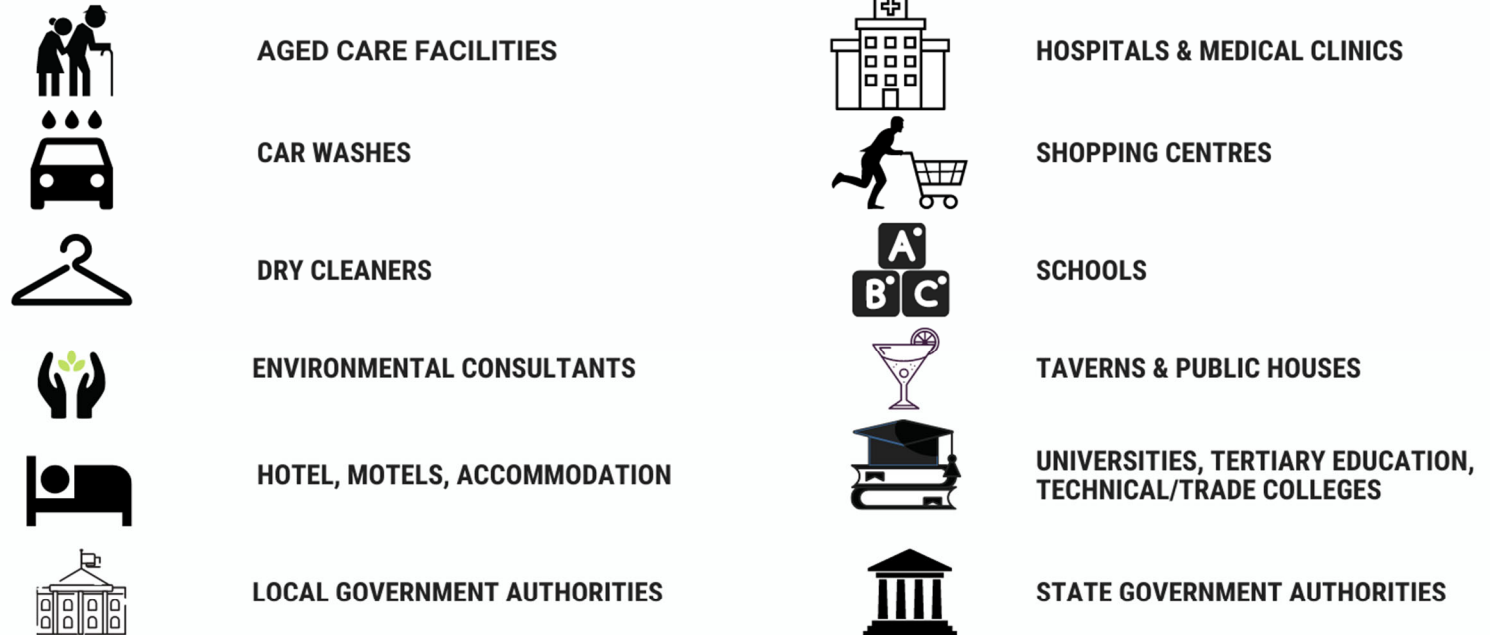 AGED CARE FACILITIES
HOSPITALS & MEDICAL CLINICS
CAR WASHES
SHOPPING CENTRES
DRY CLEANERS
A
B C
SCHOOLS
ENVIRONMENTAL CONSULTANTS
TAVERNS & PUBLIC HOUSES
HOTEL, MOTELS, ACCOMMODATION
UNIVERSITIES, TERTIARY EDUCATION,
TECHNICAL/TRADE COLLEGES
LOCAL GOVERNMENT AUTHORITIES
STATE GOVERNMENT AUTHORITIES